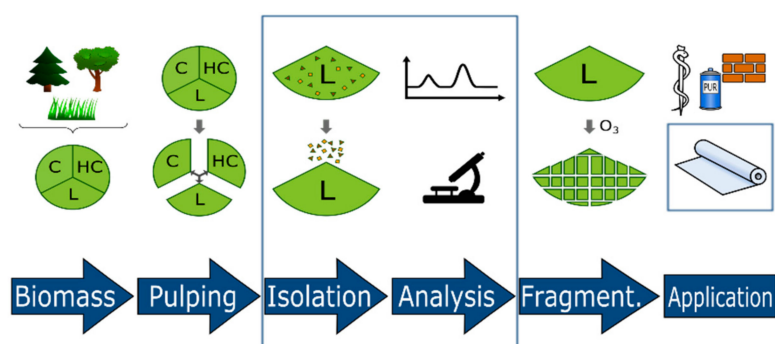 C HC
L
C HC
L
C HC
L
L
L
L
O₃
PUR
Biomass
Pulping
Isolation
Analysis
Fragment.
Application